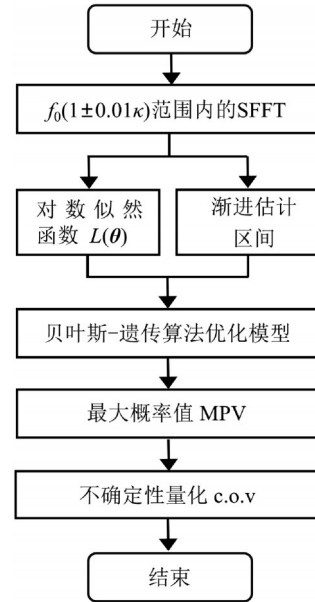 开始
f₀(1±0.01κ)范围内的SFFT
对数似然
函数 L(θ)
渐进估计
区间
贝叶斯-遗传算法优化模型
最大概率值 MPV
不确定性量化 c.o.v
结束